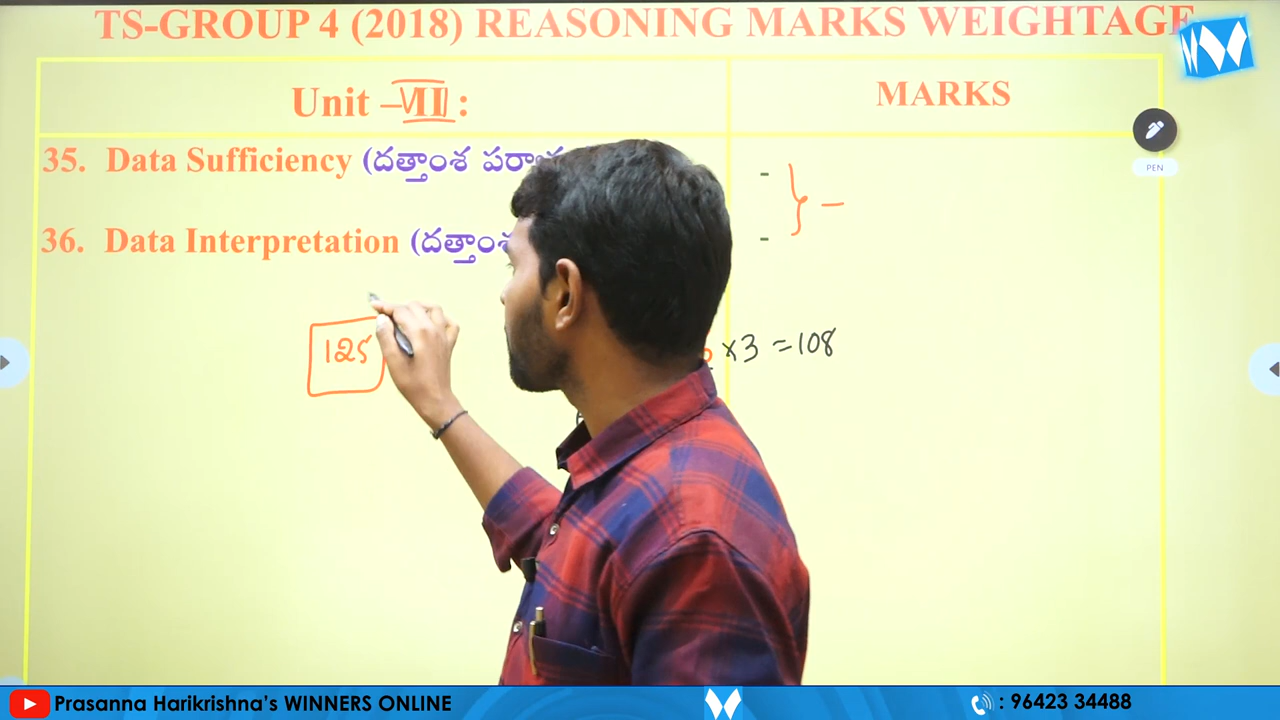 TS-GROUP 4 (2018) REASONING MARKS WEIGHTAGE
Unit –VII :
MARKS
35. Data Sufficiency (దత్తాంశ
-
PEN
36. Data Interpretation (దత్తాంశ
-
125
×3 =108
Prasanna Harikrishna's WINNERS ONLINE
: 96423 34488